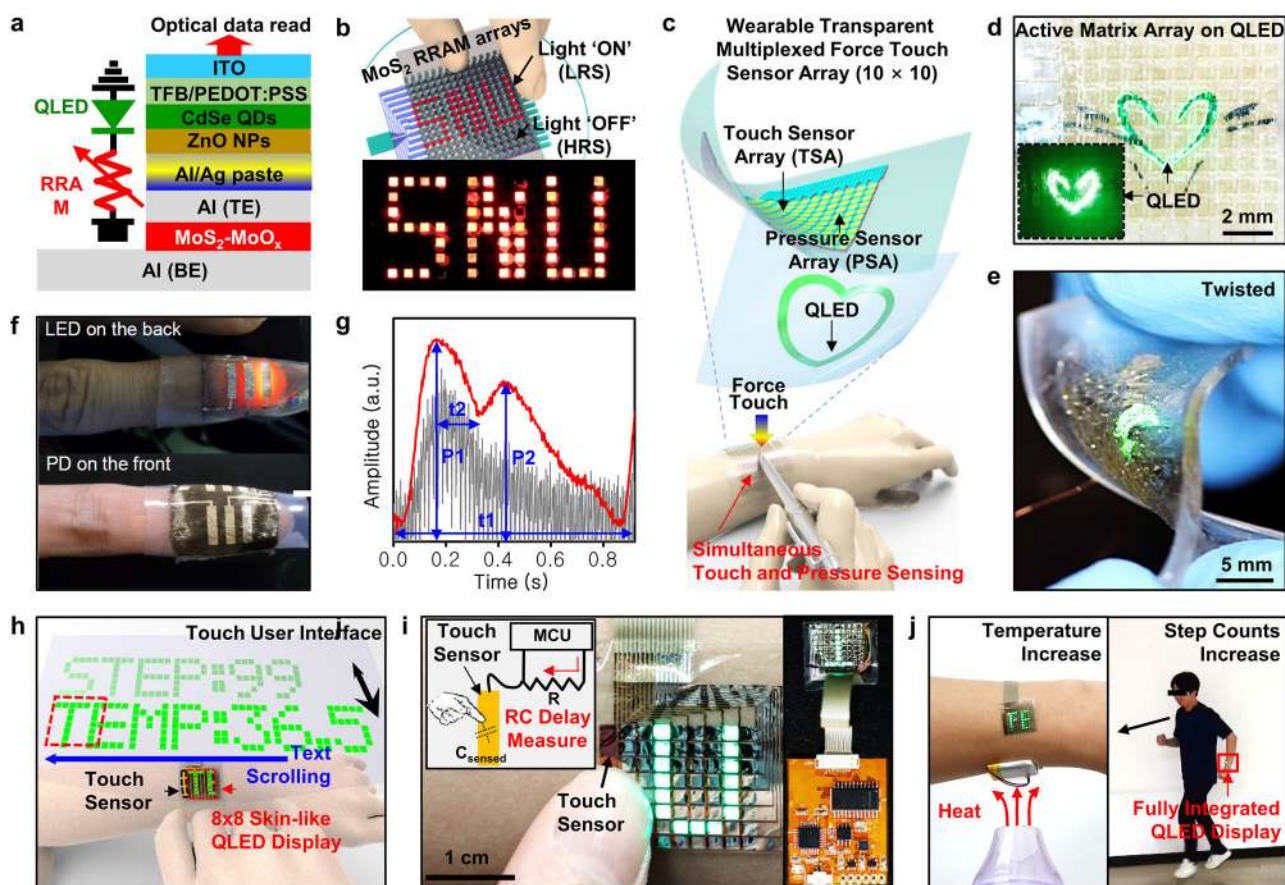 a
Optical data read
ITO
TFB/PEDOT:PSS
CdSe QDs
ZnO NPs
Al/Ag paste
Al (TE)
MoS2-MoOx
Al (BE)
QLED
RRA
M
b
MoS2 RRAM arrays
Light 'ON'
(LRS)
Light 'OFF'
(HRS)
SNU
SNU
c
Wearable Transparent
Multiplexed Force Touch
Sensor Array (10 × 10)
Touch Sensor
Array (TSA)
Pressure Sensor
Array (PSA)
QLED
Force
Touch
Simultaneous
Touch and Pressure Sensing
d
Active Matrix Array on QLED
QLED
2 mm
e
Twisted
5 mm
f
LED on the back
PD on the front
g
Amplitude (a.u.)
t2
P1
P2
t1
0.0 0.2 0.4 0.6 0.8
Time (s)
h
Touch User Interface
STEP:99
TEMP:36.5
Text
Scrolling
Touch
Sensor
8x8 Skin-like
QLED Display
i
Touch
Sensor
MCU
R
RC Delay
Measure
Csensed
Touch
Sensor
1 cm
j
Temperature
Increase
Heat
Step Counts
Increase
Fully Integrated
QLED Display